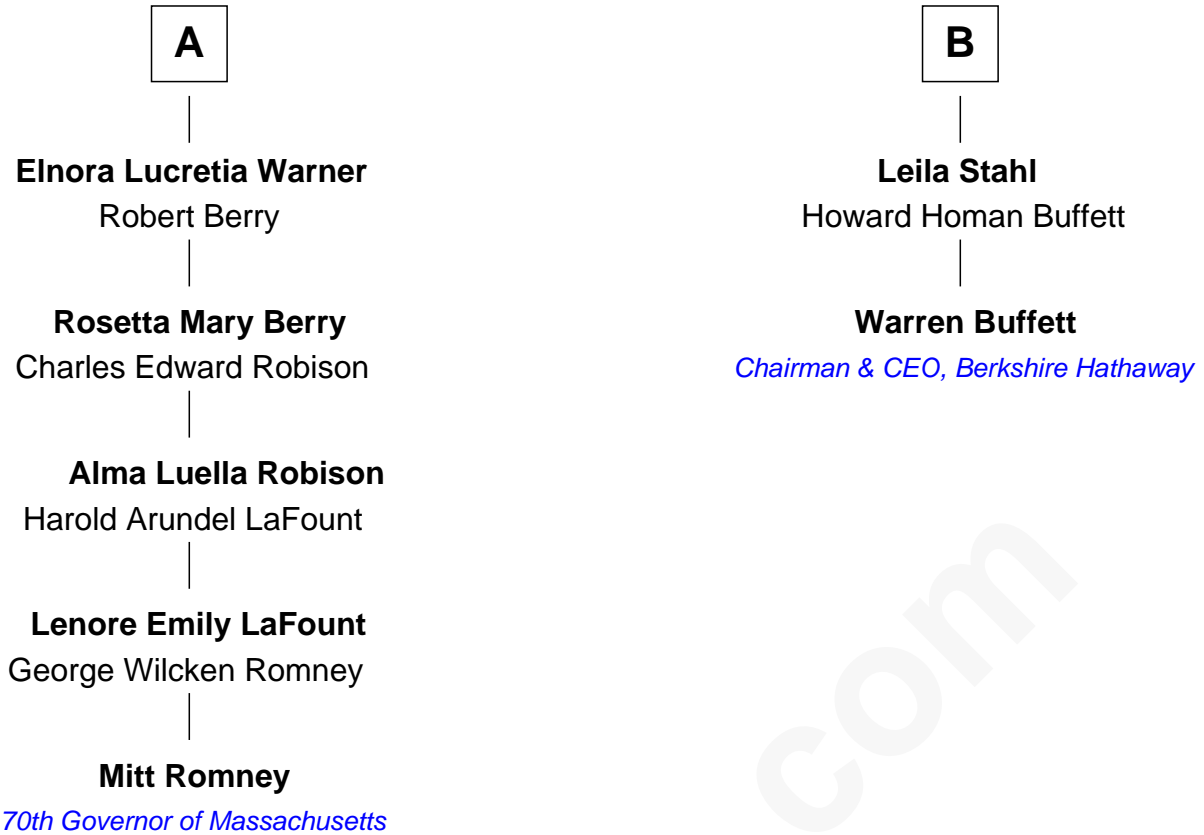 A
Elnora Lucretia Warner
Robert Berry
Rosetta Mary Berry
Charles Edward Robison
Alma Luella Robison
Harold Arundel LaFount
Lenore Emily LaFount
George Wilcken Romney
Mitt Romney
70th Governor of Massachusetts
B
Leila Stahl
Howard Homan Buffett
Warren Buffett
Chairman & CEO, Berkshire Hathaway
com